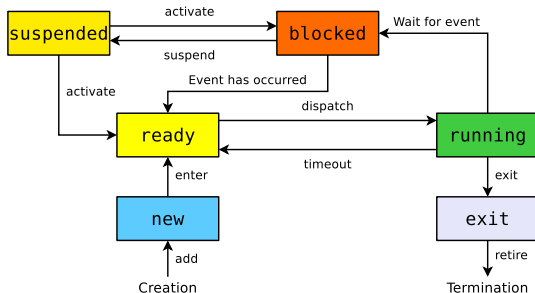 activate
suspended
blocked
Wait for event
suspend
Event has occurred
activate
dispatch
ready
running
timeout
enter
exit
new
exit
add
retire
Creation
Termination